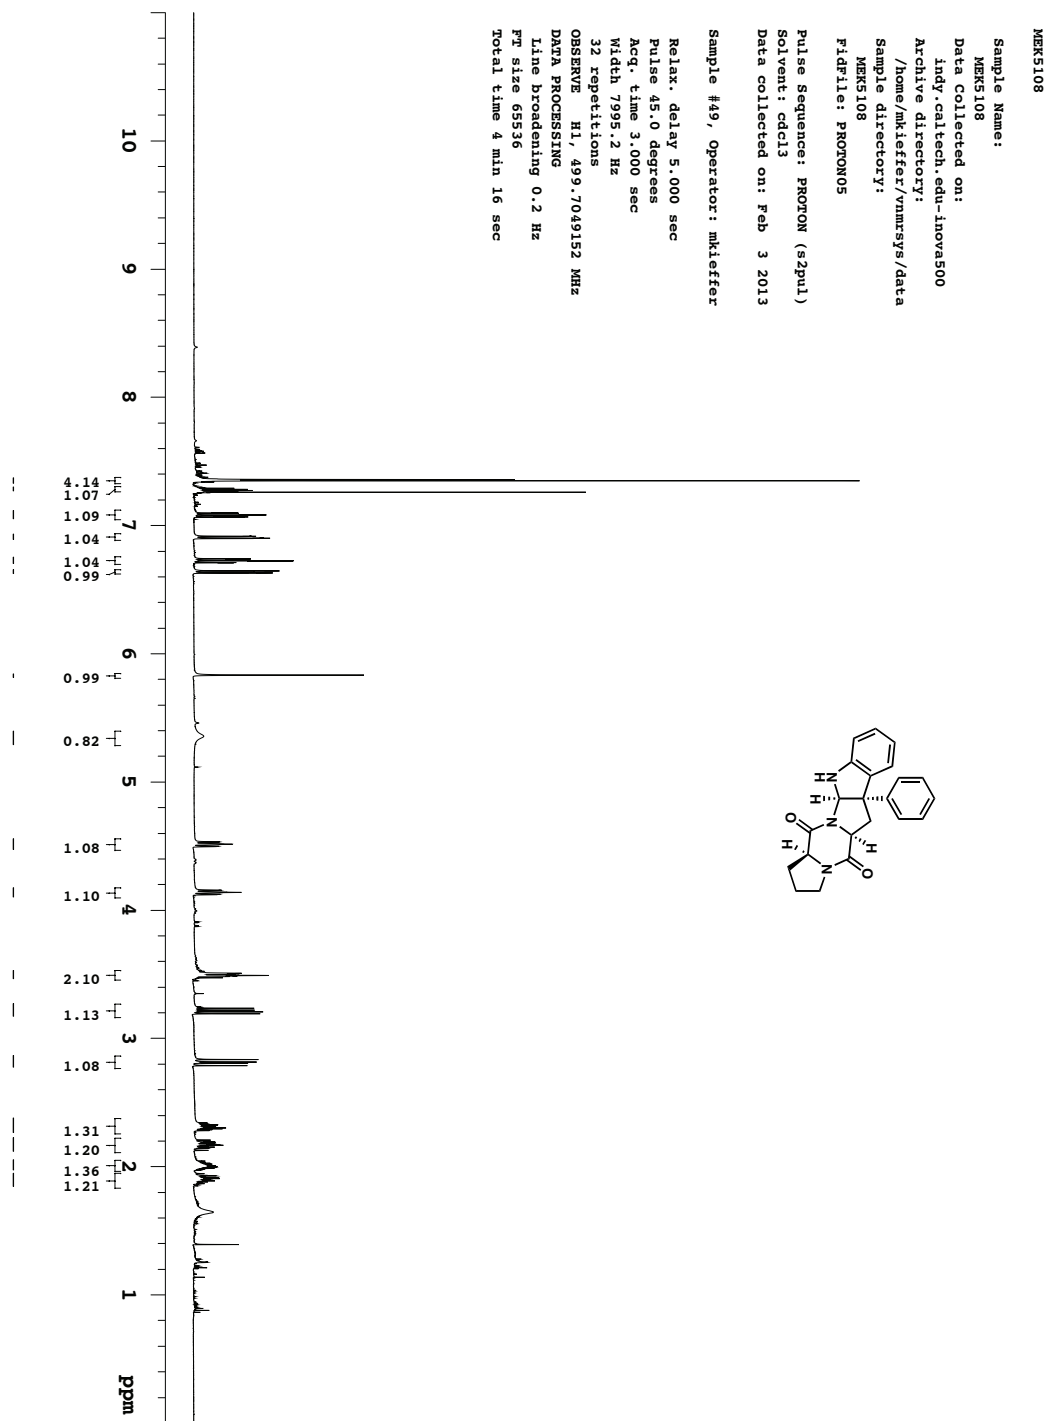 MEK5108
Sample Name:
MEK5108
Data Collected on:
indy.caltech.edu-inova500
Archive directory:
/home/mkieffer/vnmrsys/data
Sample directory:
MEK5108
FidFile: PROTON05
Pulse Sequence: PROTON (s2pul)
Solvent: cdcl3
Data collected on: Feb 3 2013
Sample #49, Operator: mkieffer
Relax. delay 5.000 sec
Pulse 45.0 degrees
Acq. time 3.000 sec
Width 7995.2 Hz
32 repetitions
OBSERVE H1, 499.7049152 MHz
DATA PROCESSING
Line broadening 0.2 Hz
FT size 65536
Total time 4 min 16 sec
N
H
H
N
H
O
H
N
O
10 9 8 7 6 5 4 3 2 1 ppm
4.14
1.07
1.09
1.04
1.04
0.99
0.99
0.82
1.08
1.10
2.10
1.13
1.08
1.31
1.20
1.36
1.21